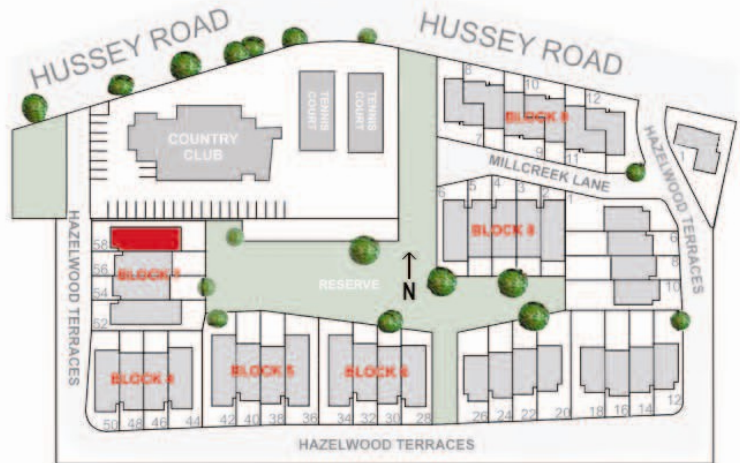 HUSSEY ROAD
HUSSEY ROAD
8
10
12
BLOCK 8
7
9
11
TENNIS
COURT
TENNIS
COURT
COUNTRY
CLUB
MILLCREEK LANE
HAZELWOOD TERRACES
1
6
5
4
3
2
1
BLOCK 8
6
8
10
HAZELWOOD TERRACES
58
56
54
52
BLOCK 7
RESERVE
N
BLOCK 4
BLOCK 5
BLOCK 6
50
48
46
44
42
40
38
36
34
32
30
28
26
24
22
20
18
16
14
12
HAZELWOOD TERRACES